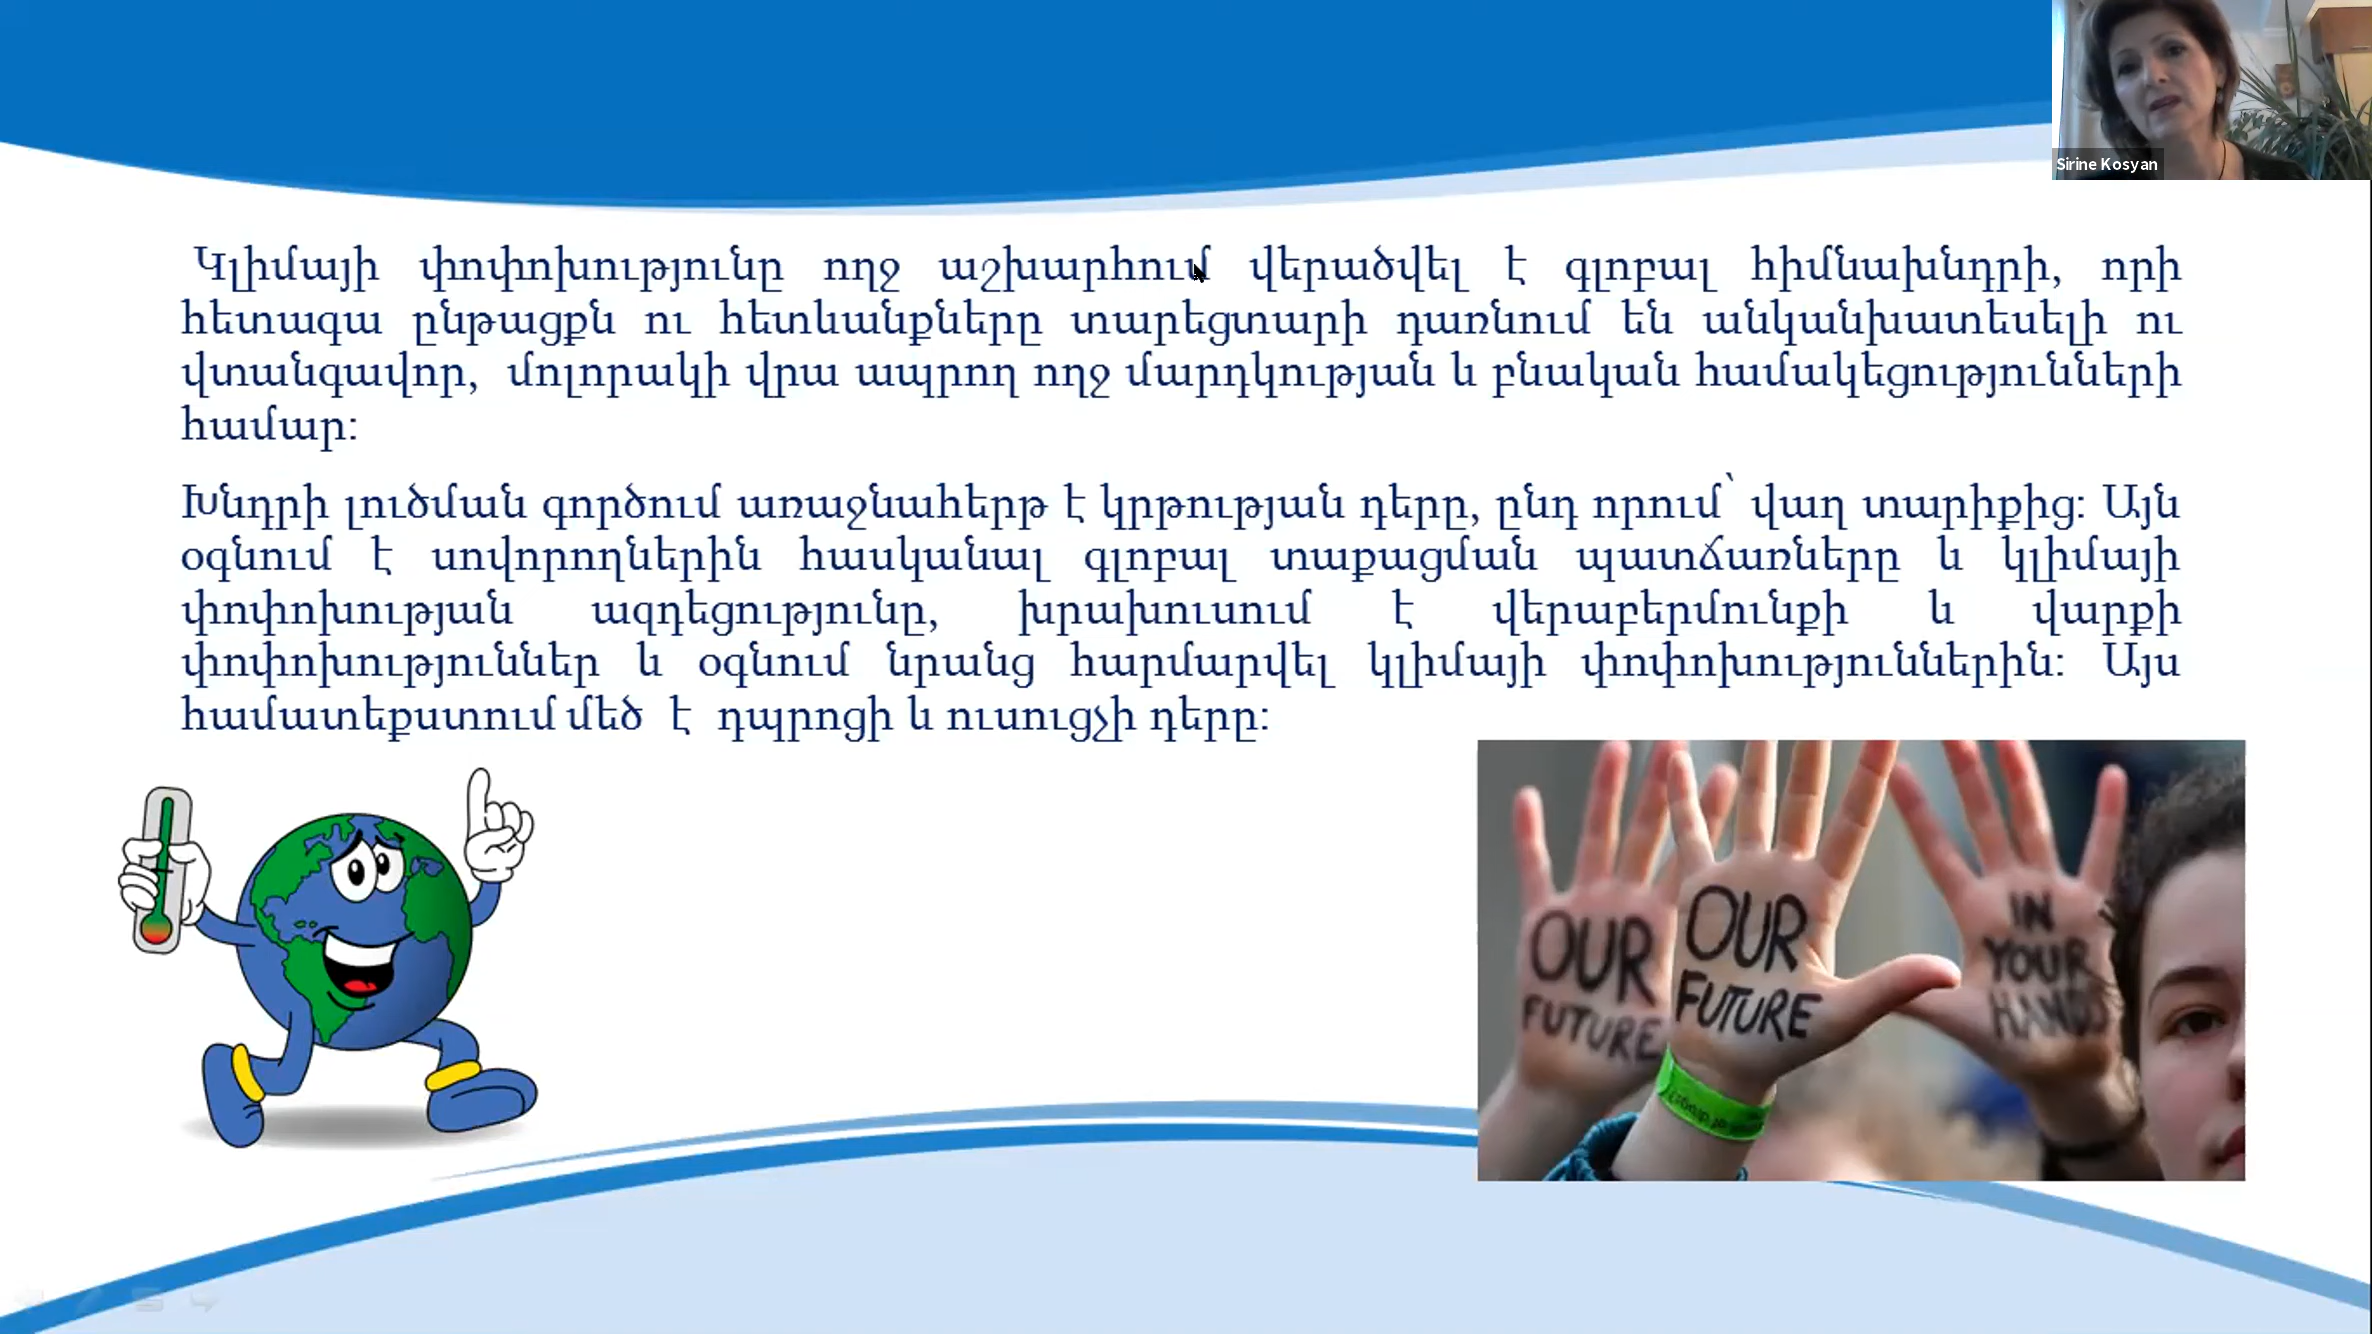 Sirine Kosyan
Կլիմայի փոփոխությունը ողջ աշխարհում վերածվել է գլոբալ հիմնախնդրի, որի
հետագա ընթացքն ու հետևանքները տարեցտարի դառնում են անկանխատեսելի ու
վտանգավոր, մոլորակի վրա ապրող ողջ մարդկության և բնական համակեցությունների
համար:
Խնդրի լուծման գործում առաջնահերթ է կրթության դերը, ընդ որում՝ վաղ տարիքից: Այն
օգնում է սովորողներին հասկանալ գլոբալ տաքացման պատճառները և կլիմայի
փոփոխության ազդեցությունը, խրախուսում է վերաբերմունքի և վարքի
փոփոխություններ և օգնում նրանց հարմարվել կլիմայի փոփոխություններին: Այս
համատեքստում մեծ է դպրոցի և ուսուցչի դերը:
OUR
FUTURE
OUR
FUTURE
IN
YOUR
HANDS